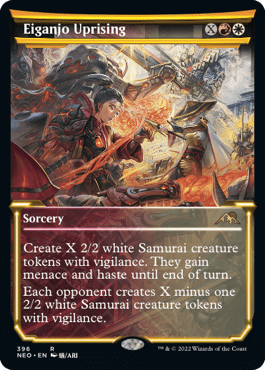 Eiganjo Uprising X
Sorcery
Create X 2/2 white Samurai creature
tokens with vigilance. They gain
menace and haste until end of turn.
Each opponent creates X minus one
2/2 white Samurai creature tokens
with vigilance.
396 R
NEO • EN ARI ™ & © 2022 Wizards of the Coast